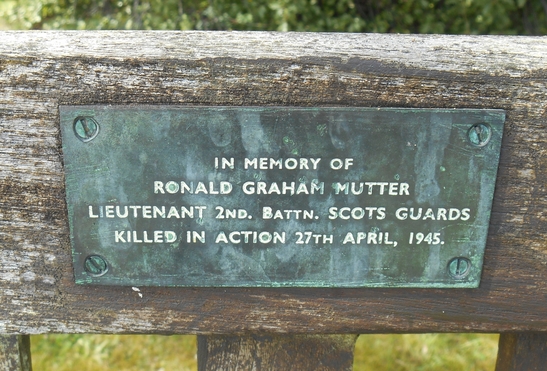 IN MEMORY OF
RONALD GRAHAM MUTTER
LIEUTENANT 2ND. BATTN. SCOTS GUARDS
KILLED IN ACTION 27TH APRIL, 1945.